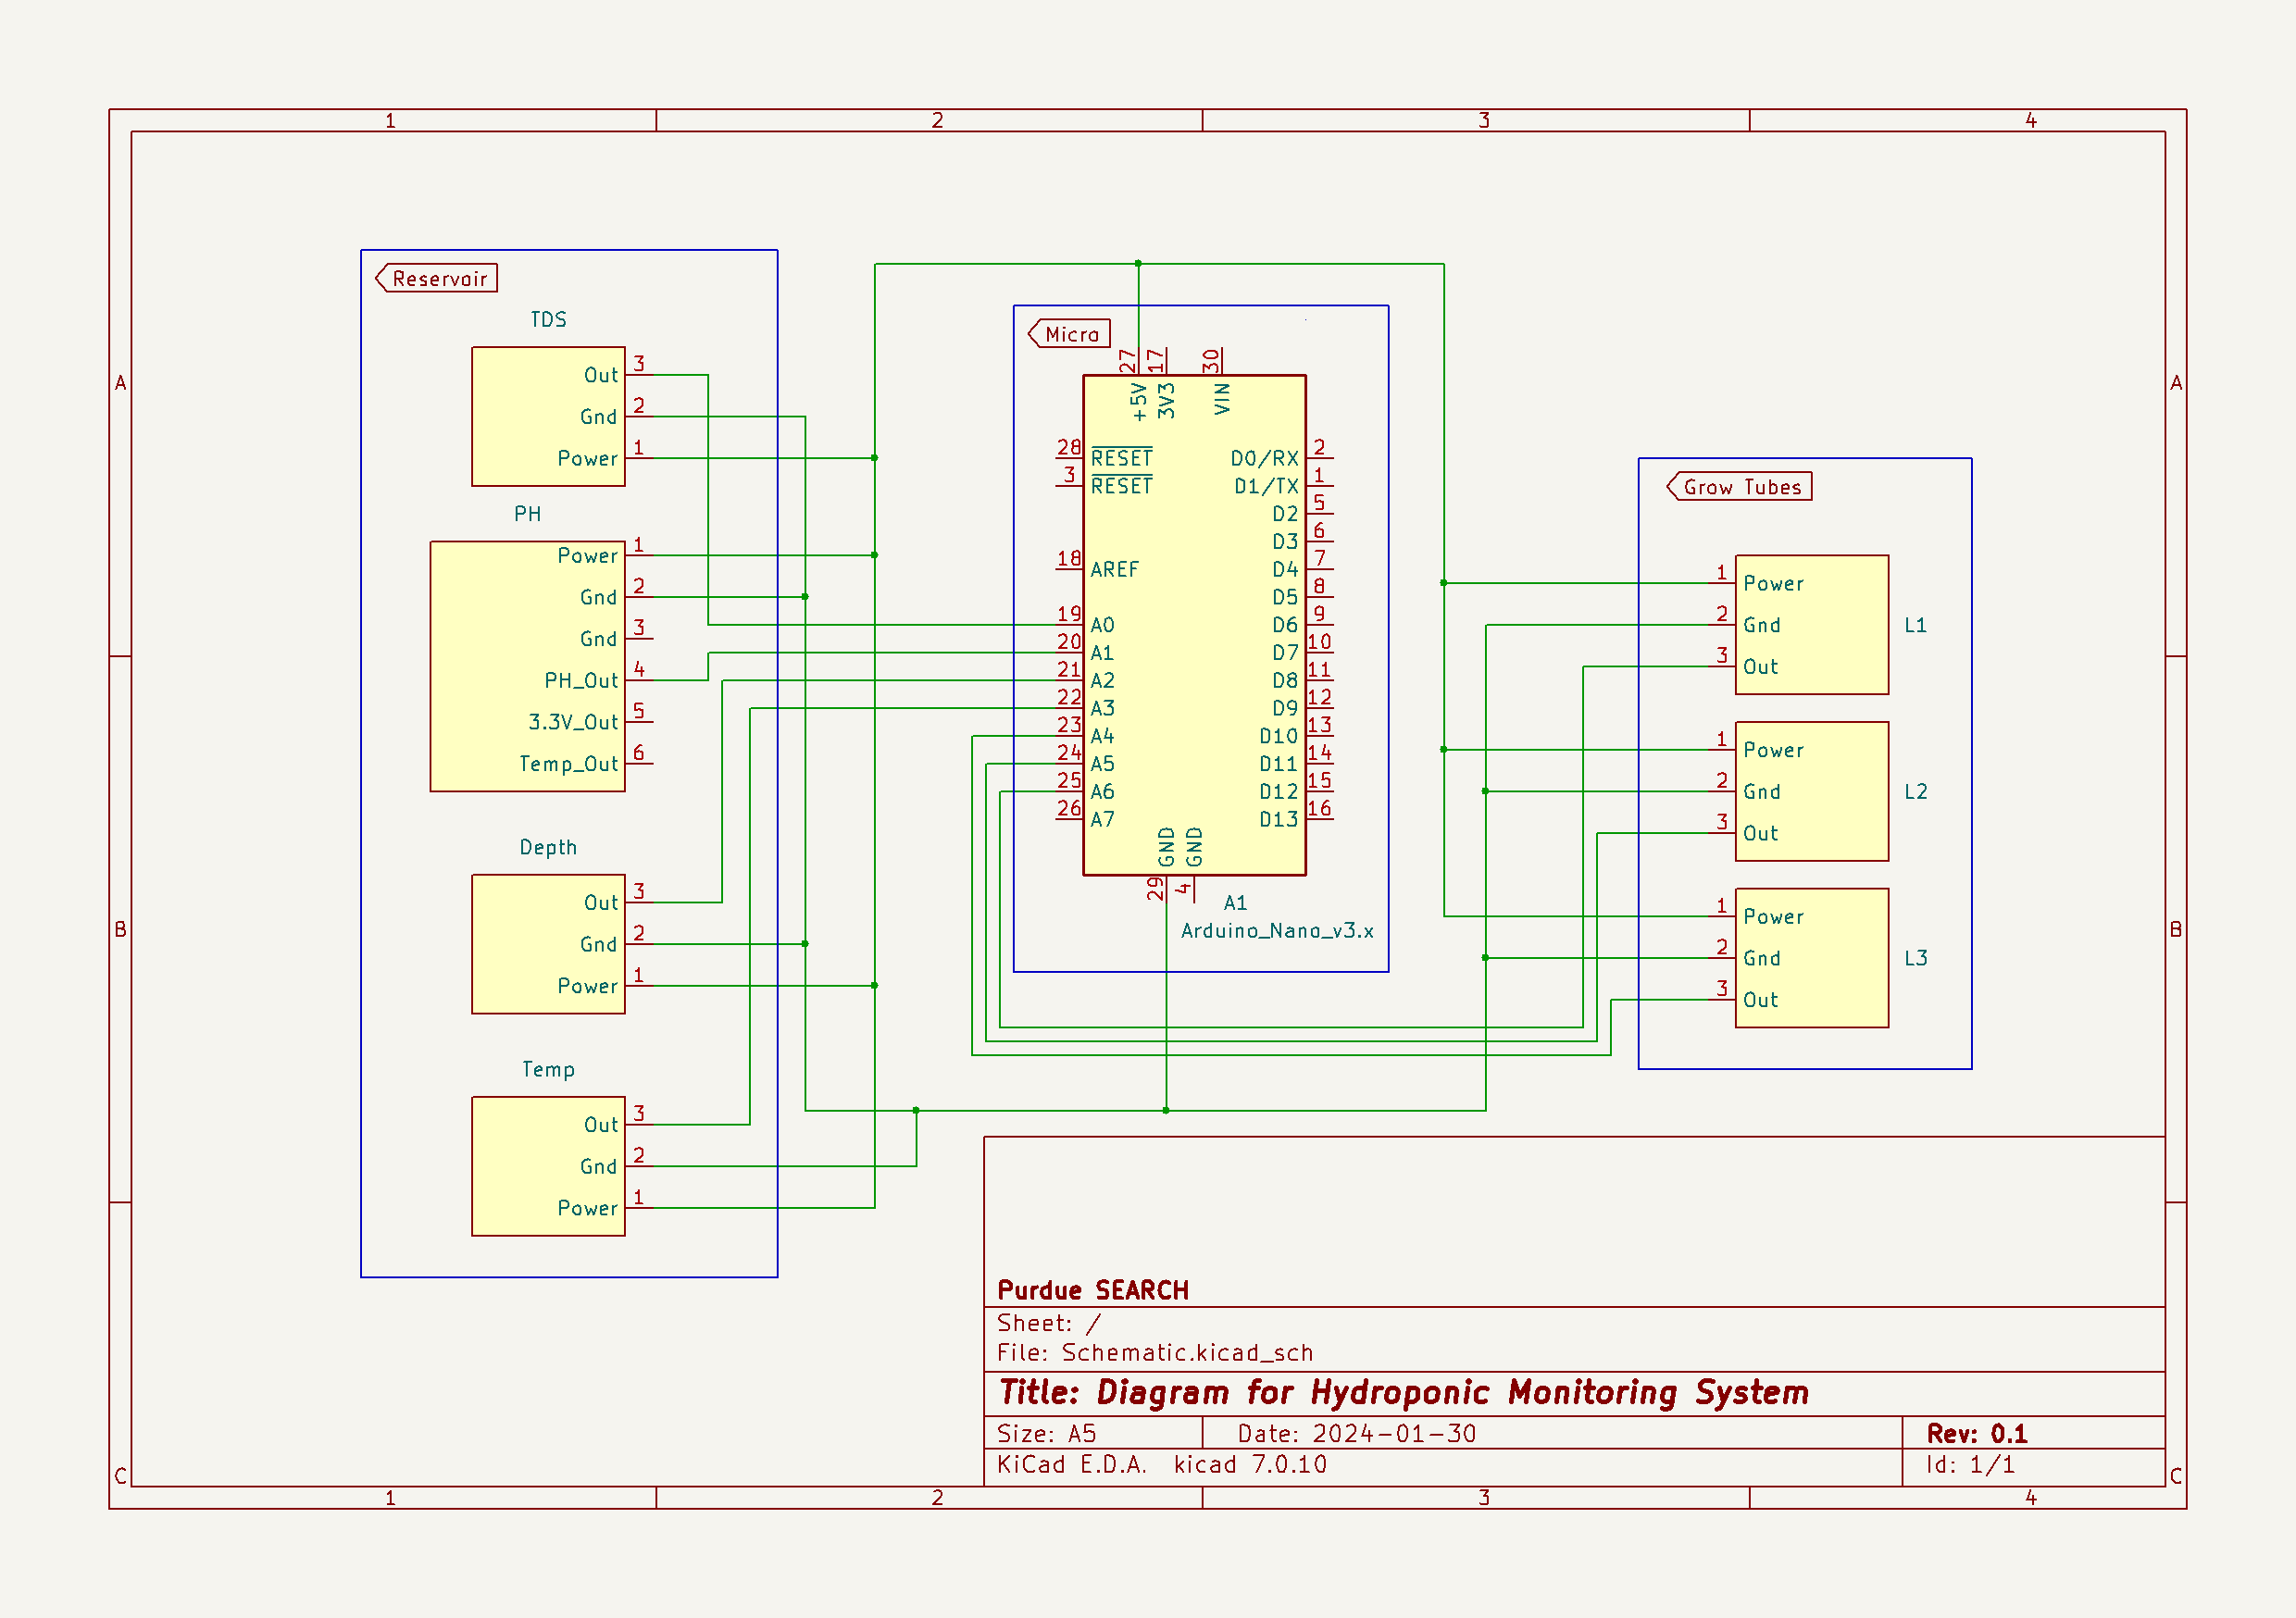 1 2 3 4
A A
B B
C C
Reservoir
TDS
Out 3
Gnd 2
Power 1
PH
Power 1
Gnd 2
Gnd 3
PH_Out 4
3.3V_Out 5
Temp_Out 6
Depth
Out 3
Gnd 2
Power 1
Temp
Out 3
Gnd 2
Power 1
Micro
27 17 30
+5V 3V3 VIN
28 RESET D0/RX 2
3 RESET D1/TX 1
D2 5
D3 6
18 AREF D4 7
D5 8
19 A0 D6 9
20 A1 D7 10
21 A2 D8 11
22 A3 D9 12
23 A4 D10 13
24 A5 D11 14
25 A6 D12 15
26 A7 D13 16
GND GND
29 4
A1
Arduino_Nano_v3.x
Grow Tubes
1 Power
2 Gnd L1
3 Out
1 Power
2 Gnd L2
3 Out
1 Power
2 Gnd L3
3 Out
Purdue SEARCH
Sheet: /
File: Schematic.kicad_sch
Title: Diagram for Hydroponic Monitoring System
Size: A5 Date: 2024-01-30 Rev: 0.1
KiCad E.D.A. kicad 7.0.10 Id: 1/1
1 2 3 4